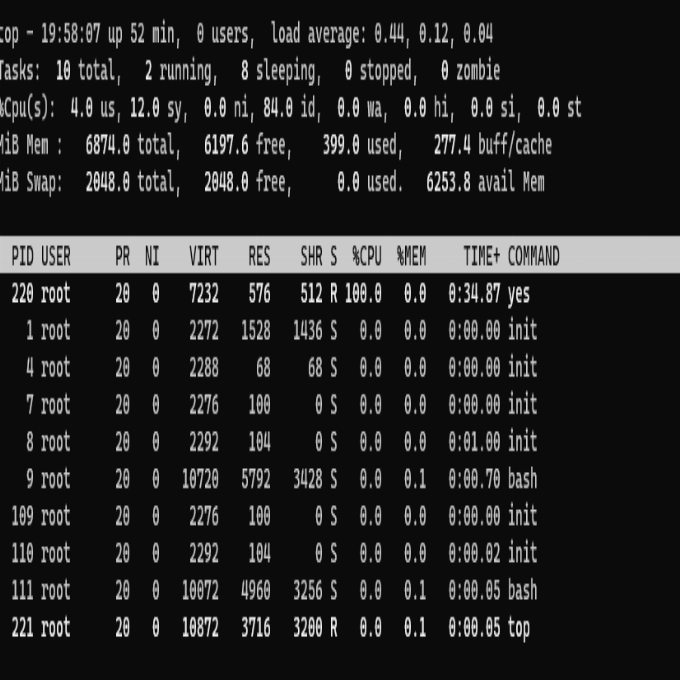 top - 19:58:07 up 52 min,  0 users,  load average: 0.44, 0.12, 0.04
Tasks:  10 total,   2 running,   8 sleeping,   0 stopped,   0 zombie
%Cpu(s):  4.0 us, 12.0 sy,  0.0 ni, 84.0 id,  0.0 wa,  0.0 hi,  0.0 si,  0.0 st
MiB Mem :   6874.0 total,   6197.6 free,    399.0 used,    277.4 buff/cache
MiB Swap:   2048.0 total,   2048.0 free,      0.0 used.   6253.8 avail Mem
PID USER      PR  NI    VIRT    RES    SHR S  %CPU  %MEM     TIME+ COMMAND
220 root      20   0    7232    576    512 R 100.0   0.0   0:34.87 yes
1 root      20   0    2272   1528   1436 S   0.0   0.0   0:00.00 init
4 root      20   0    2288     68     68 S   0.0   0.0   0:00.00 init
7 root      20   0    2276    100      0 S   0.0   0.0   0:00.00 init
8 root      20   0    2292    104      0 S   0.0   0.0   0:01.00 init
9 root      20   0   10720   5792   3428 S   0.0   0.1   0:00.70 bash
109 root      20   0    2276    100      0 S   0.0   0.0   0:00.00 init
110 root      20   0    2292    104      0 S   0.0   0.0   0:00.02 init
111 root      20   0   10072   4960   3256 S   0.0   0.1   0:00.05 bash
221 root      20   0   10872   3716   3200 R   0.0   0.1   0:00.05 top